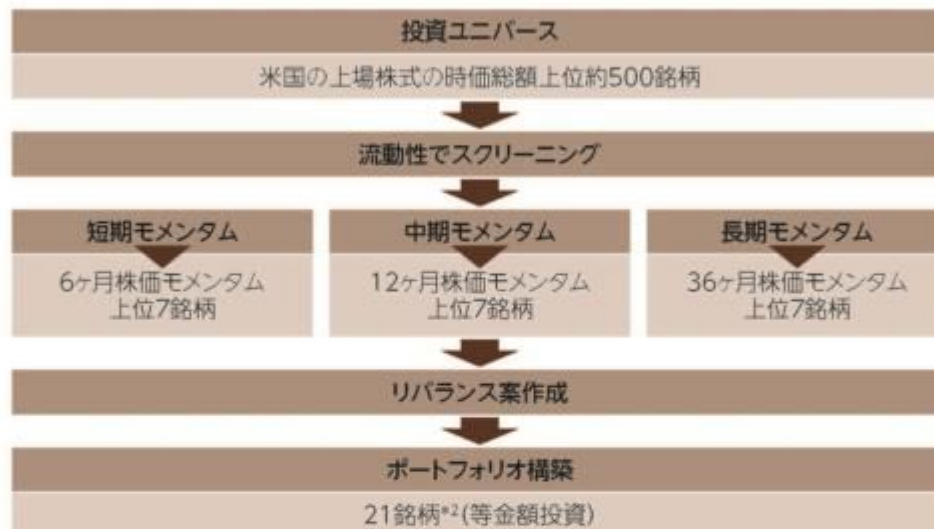 投資ユニバース
米国の上場株式の時価総額上位約500銘柄
流動性でスクリーニング
短期モメンタム
6ヶ月株価モメンタム
上位7銘柄
中期モメンタム
12ヶ月株価モメンタム
上位7銘柄
長期モメンタム
36ヶ月株価モメンタム
上位7銘柄
リバランス案作成
ポートフォリオ構築
21銘柄*2(等金額投資)